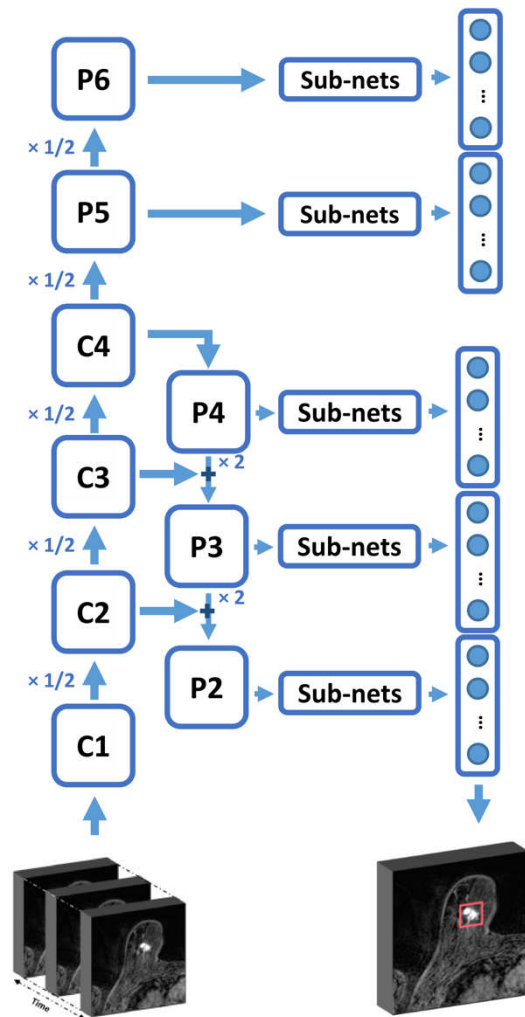 P6
Sub-nets
...
× 1/2
P5
Sub-nets
...
× 1/2
C4
P4
Sub-nets
...
× 1/2
C3
+
× 2
P3
Sub-nets
...
× 1/2
C2
+
× 2
P2
Sub-nets
...
× 1/2
C1
Time